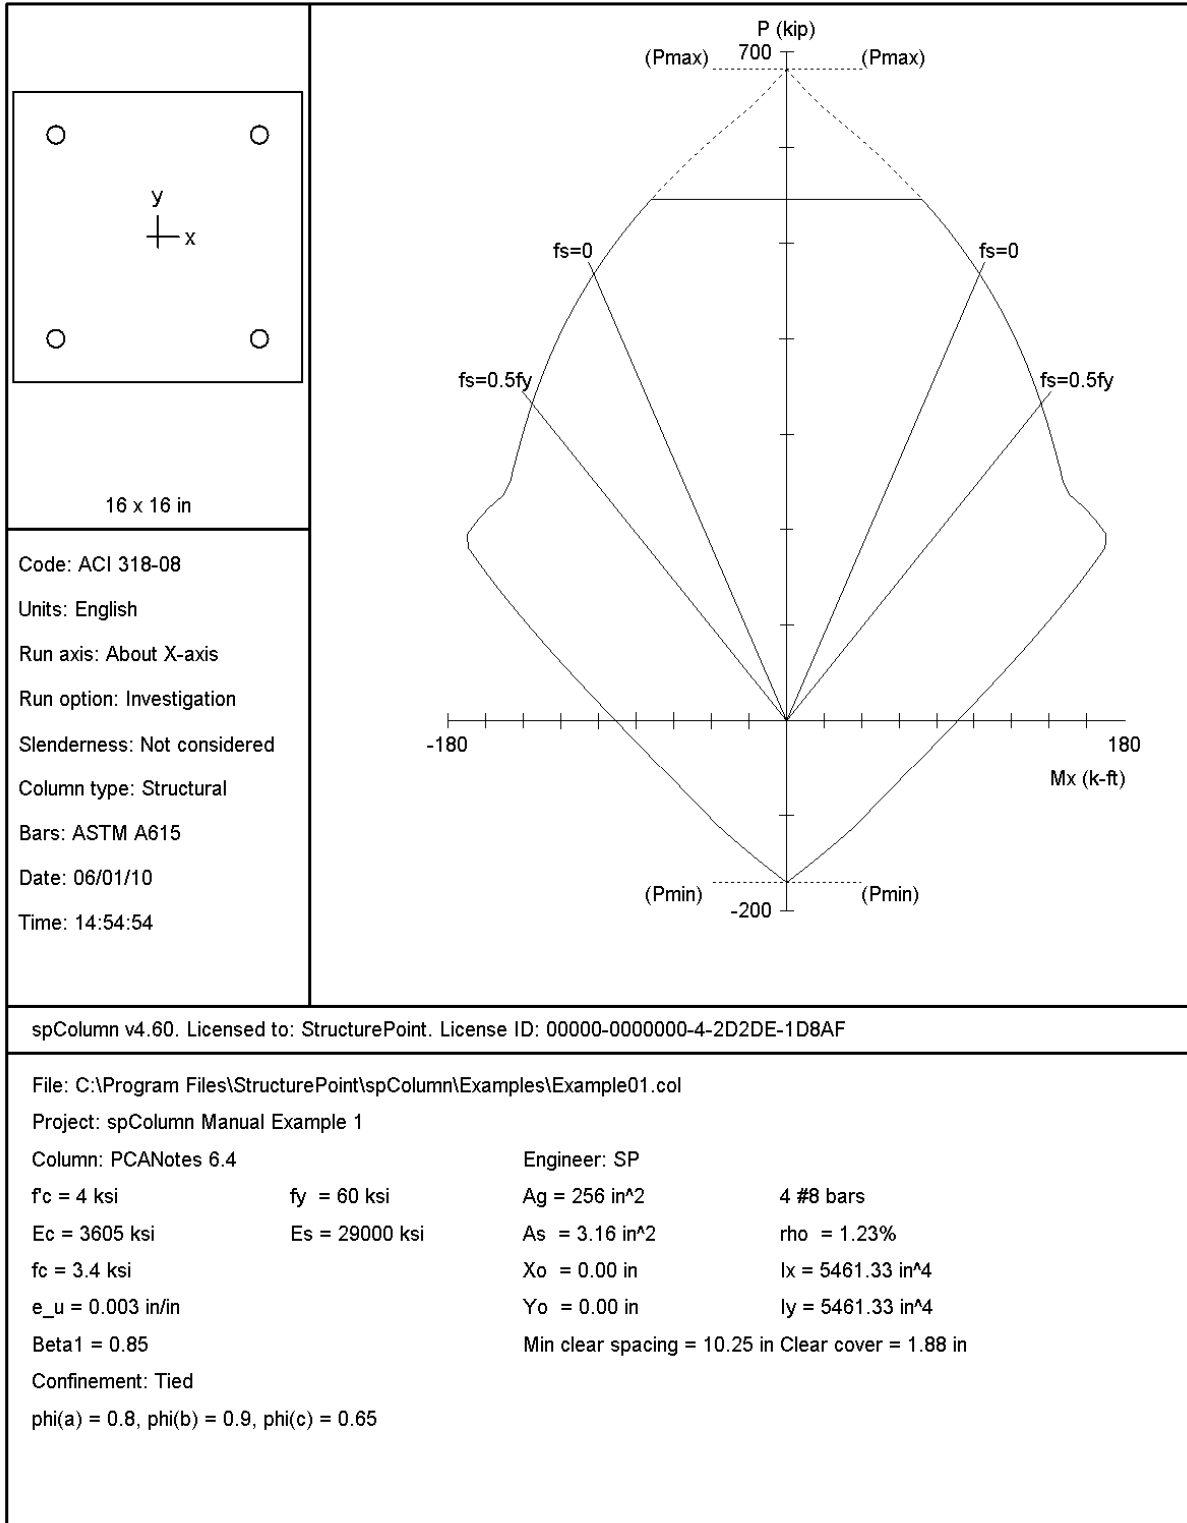 y
x
16 x 16 in
Code: ACI 318-08
Units: English
Run axis: About X-axis
Run option: Investigation
Slenderness: Not considered
Column type: Structural
Bars: ASTM A615
Date: 06/01/10
Time: 14:54:54
P (kip)
700
(Pmax) (Pmax)
fs=0 fs=0
fs=0.5fy fs=0.5fy
-180 180
Mx (k-ft)
(Pmin) (Pmin)
-200
spColumn v4.60. Licensed to: StructurePoint. License ID: 00000-0000000-4-2D2DE-1D8AF
File: C:\Program Files\StructurePoint\spColumn\Examples\Example01.col
Project: spColumn Manual Example 1
Column: PCANotes 6.4 Engineer: SP
f'c = 4 ksi fy = 60 ksi Ag = 256 in^2 4 #8 bars
Ec = 3605 ksi Es = 29000 ksi As = 3.16 in^2 rho = 1.23%
fc = 3.4 ksi Xo = 0.00 in Ix = 5461.33 in^4
e_u = 0.003 in/in Yo = 0.00 in Iy = 5461.33 in^4
Beta1 = 0.85 Min clear spacing = 10.25 in Clear cover = 1.88 in
Confinement: Tied
phi(a) = 0.8, phi(b) = 0.9, phi(c) = 0.65